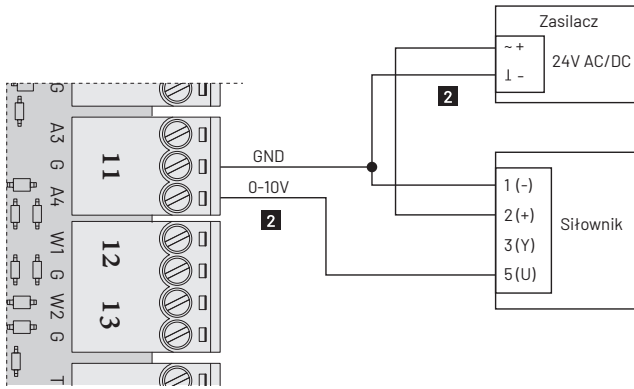 Zasilacz
~ +
24V AC/DC
⊥ -
2
G
A3
G
A4
W1
G
W2
G
T
11
12
13
GND
0-10V
2
1 (-)
2 (+)
3 (Y)
5 (U)
Siłownik